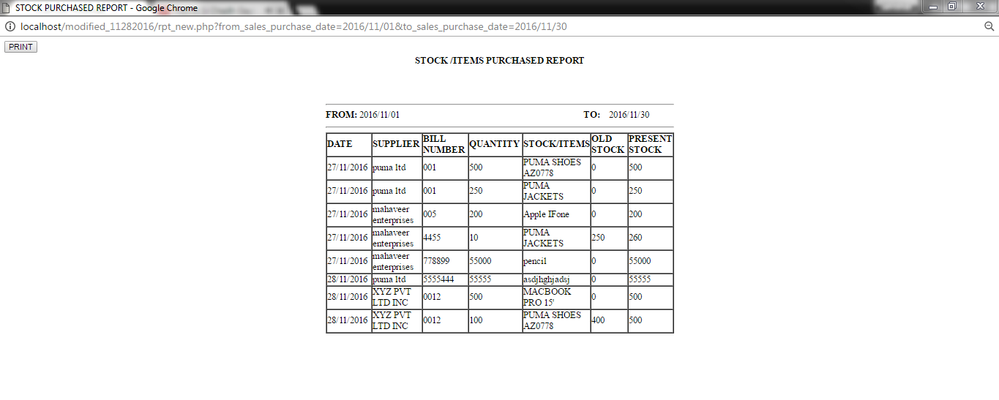 STOCK PURCHASED REPORT - Google Chrome
localhost/modified_11282016/rpt_new.php?from_sales_purchase_date=2016/11/01&to_sales_purchase_date=2016/11/30
PRINT
STOCK /ITEMS PURCHASED REPORT
FROM: 2016/11/01 TO: 2016/11/30
DATE SUPPLIER BILL NUMBER QUANTITY STOCK/ITEMS OLD STOCK PRESENT STOCK
27/11/2016 puma ltd 001 500 PUMA SHOES AZ0778 0 500
27/11/2016 puma ltd 001 250 PUMA JACKETS 0 250
27/11/2016 mahaveer enterprises 005 200 Apple IFone 0 200
27/11/2016 mahaveer enterprises 4455 10 PUMA JACKETS 250 260
27/11/2016 mahaveer enterprises 778899 55000 pencil 0 55000
28/11/2016 puma ltd 5555444 55555 asdjhghjadsj 0 55555
28/11/2016 XYZ PVT LTD INC 0012 500 MACBOOK PRO 15' 0 500
28/11/2016 XYZ PVT LTD INC 0012 100 PUMA SHOES AZ0778 400 500